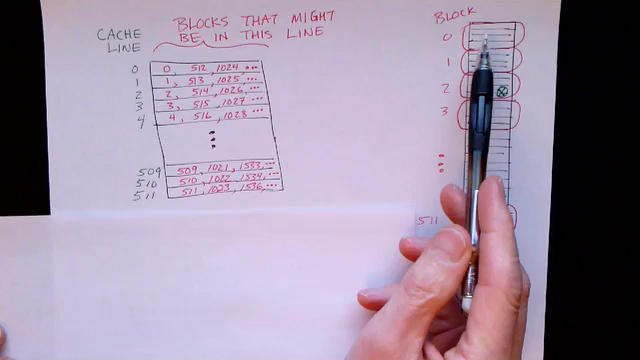 BLOCKS THAT MIGHT
BE IN THIS LINE
CACHE
LINE
0 0, 512, 1024, ...
1 1, 513, 1025, ...
2 2, 514, 1026, ...
3 3, 515, 1027, ...
4 4, 516, 1028, ...
509 509, 1021, 1533, ...
510 510, 1022, 1534, ...
511 511, 1023, 1536, ...
BLOCK
0
1
2
3
511